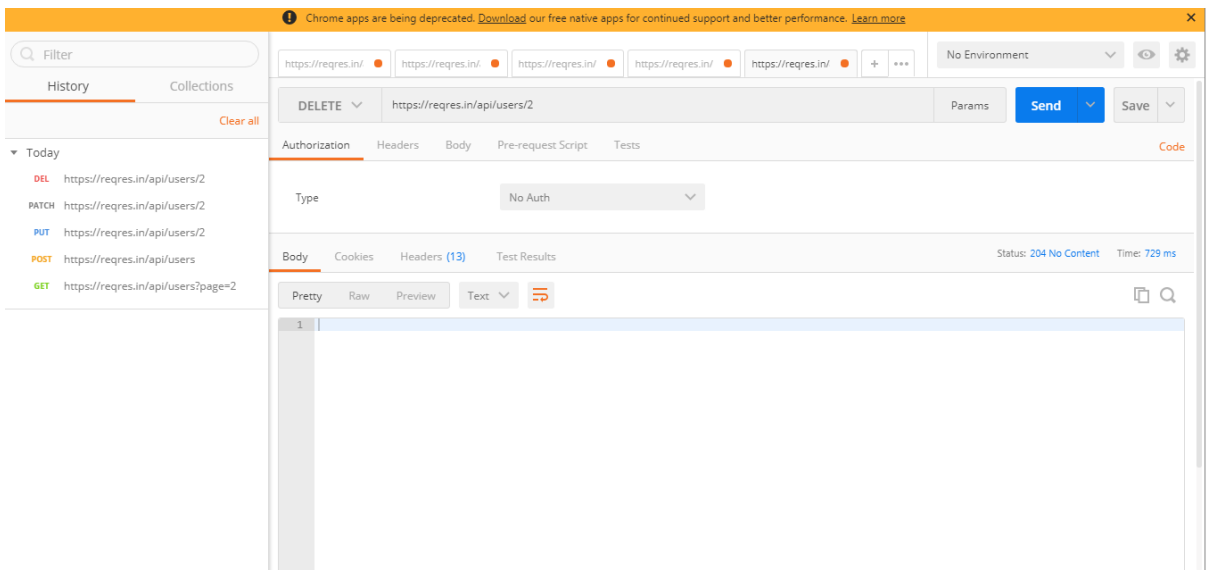 Chrome apps are being deprecated. Download our free native apps for continued support and better performance. Learn more
Filter
History Collections
Clear all
Today
DEL https://reqres.in/api/users/2
PATCH https://reqres.in/api/users/2
PUT https://reqres.in/api/users/2
POST https://reqres.in/api/users
GET https://reqres.in/api/users?page=2
https://reqres.in/ https://reqres.in/ https://reqres.in/ https://reqres.in/ https://reqres.in/ + •••
No Environment
DELETE https://reqres.in/api/users/2 Params Send Save
Authorization Headers Body Pre-request Script Tests Code
Type No Auth
Body Cookies Headers (13) Test Results Status: 204 No Content Time: 729 ms
Pretty Raw Preview Text
1